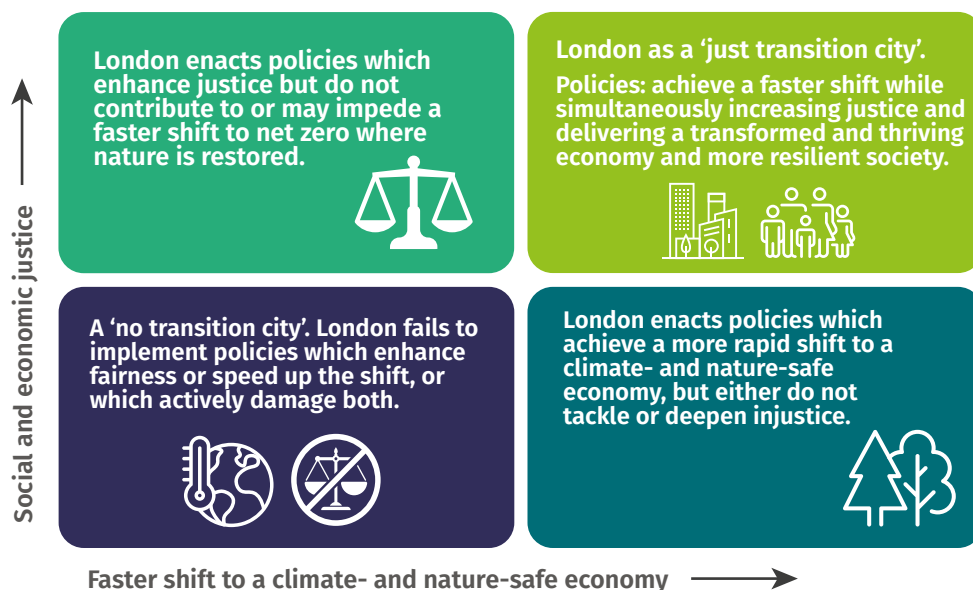 London enacts policies which
enhance justice but do not
contribute to or may impede a
faster shift to net zero where
nature is restored.
London as a ‘just transition city’.
Policies: achieve a faster shift while
simultaneously increasing justice and
delivering a transformed and thriving
economy and more resilient society.
Social and economic justice
A ‘no transition city’. London fails to
implement policies which enhance
fairness or speed up the shift, or
which actively damage both.
London enacts policies which
achieve a more rapid shift to a
climate- and nature-safe
economy, but either do not
tackle or deepen injustice.
Faster shift to a climate- and nature-safe economy